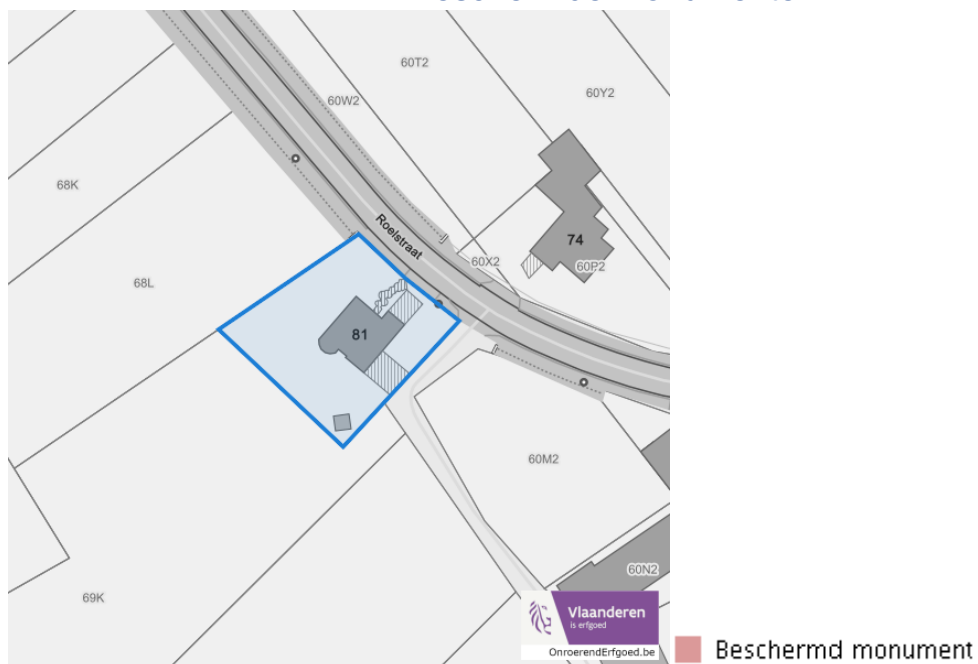 60T2
60Y2
60W2
68K
Roelstraat
74
60X2
60P2
68L
81
60M2
60N2
69K
Vlaanderen
is erfgoed
OnroerendErfgoed.be
Beschermd monument